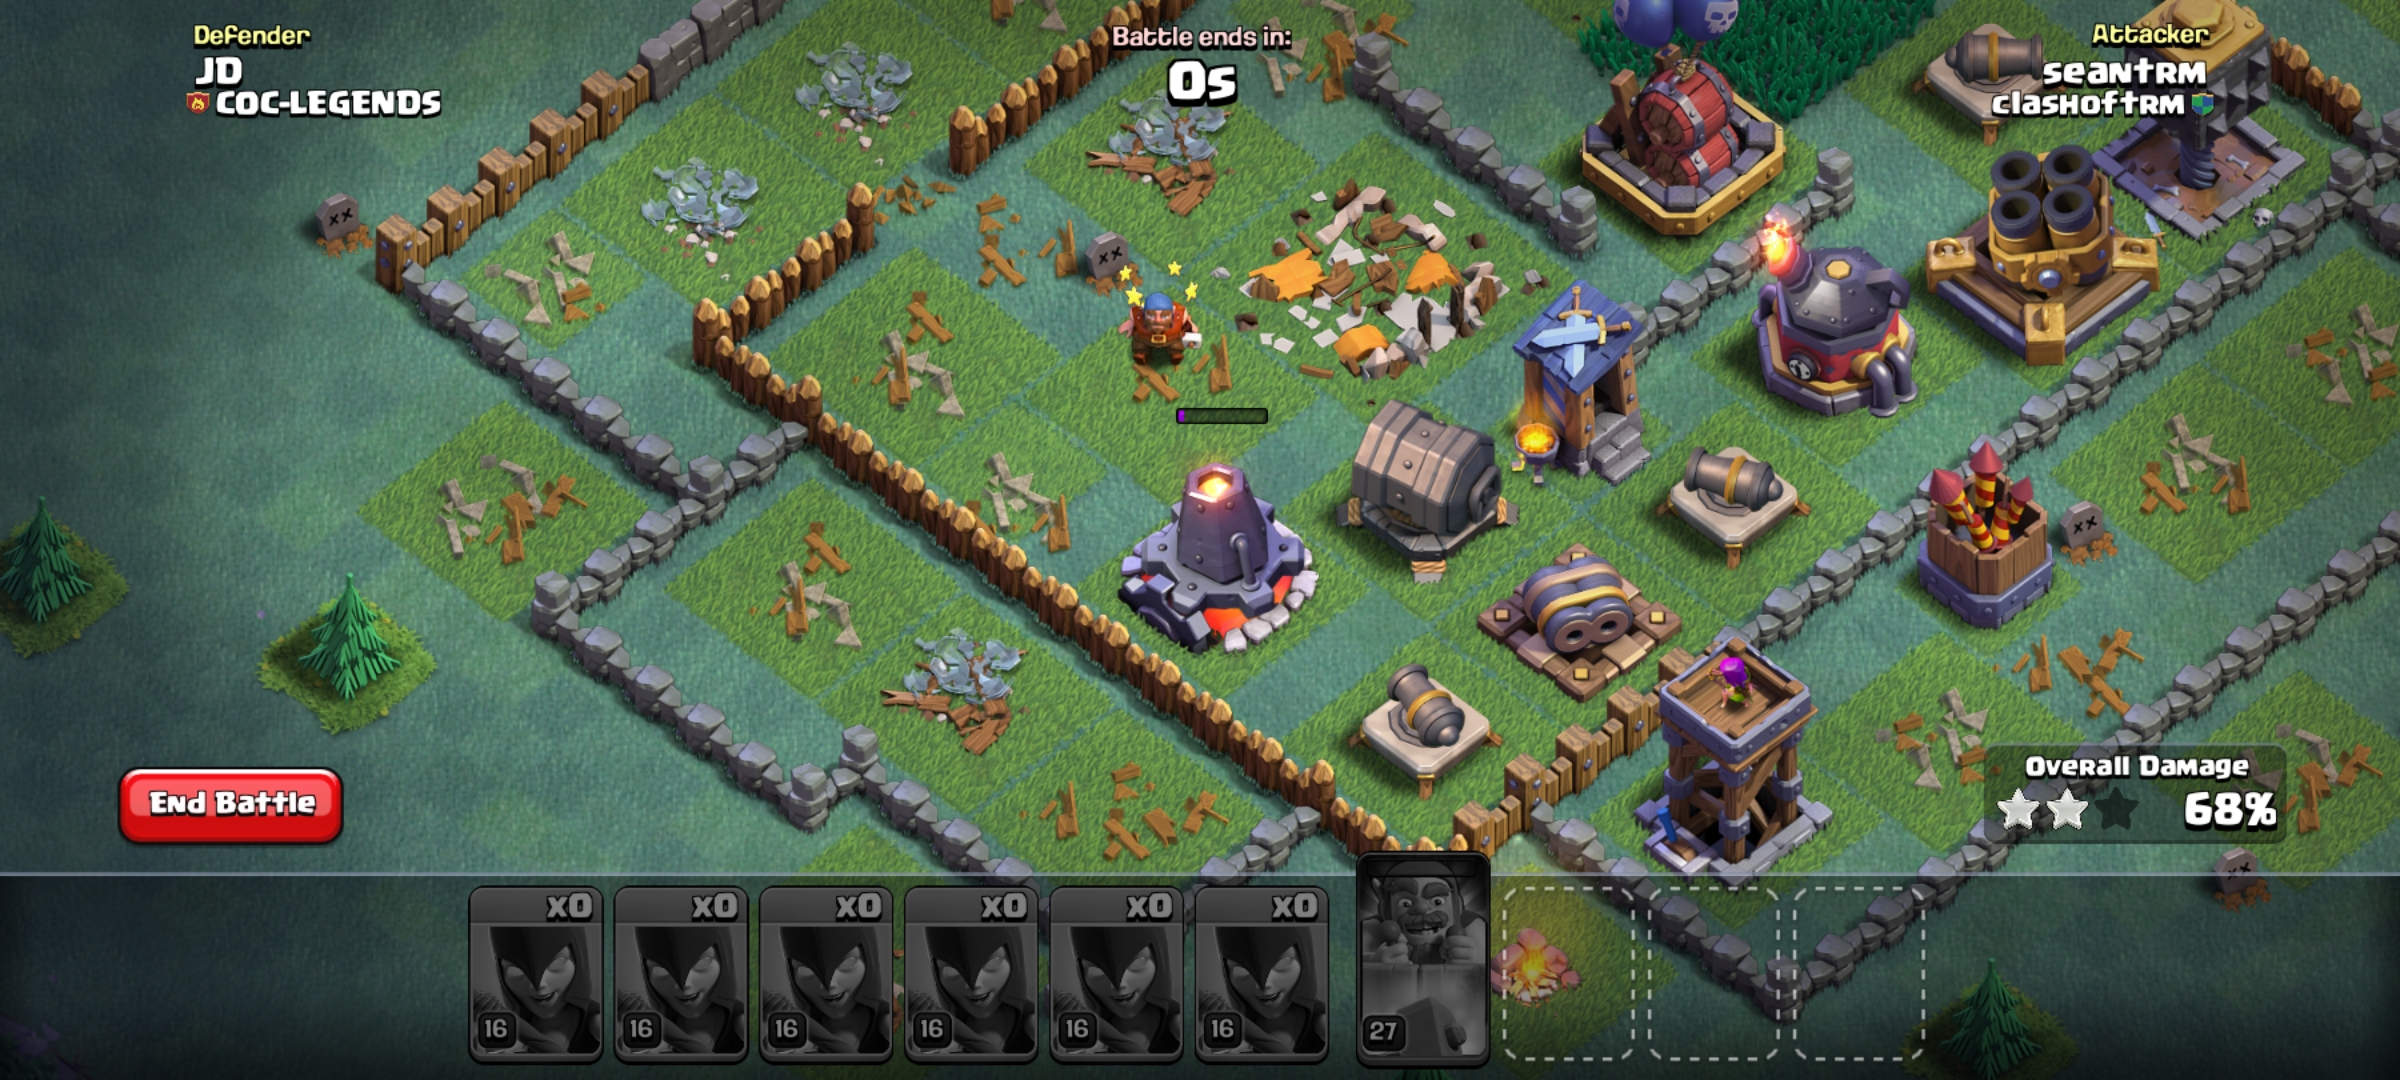 Defender
JD
COC-LEGENDS
Battle ends in:
0s
Attacker
seantrm
clashoftrm
End Battle
Overall Damage
68%
x0
x0
x0
x0
x0
x0
16
16
16
16
16
16
27